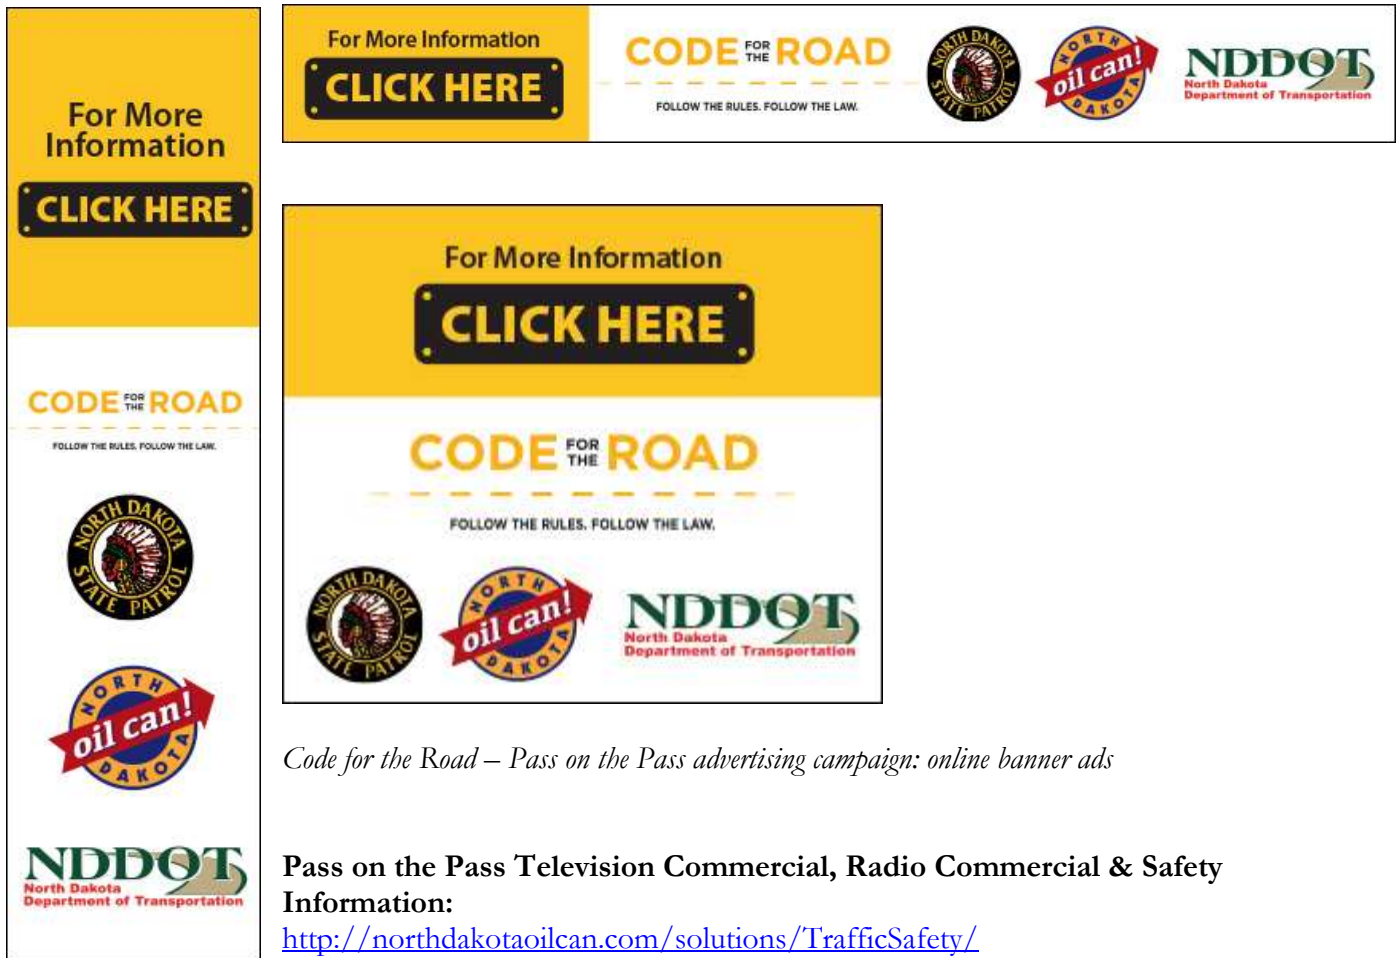 For More
Information
CLICK HERE
CODE FOR THE ROAD
FOLLOW THE RULES. FOLLOW THE LAW.
NORTH DAKOTA
STATE PATROL
NORTH
oil can!
DAKOTA
NDDOT
North Dakota
Department of Transportation
For More Information
CLICK HERE
CODE FOR THE ROAD
FOLLOW THE RULES. FOLLOW THE LAW.
NORTH DAKOTA
STATE PATROL
NORTH
oil can!
DAKOTA
NDDOT
North Dakota
Department of Transportation
For More Information
CLICK HERE
CODE FOR THE ROAD
FOLLOW THE RULES. FOLLOW THE LAW.
NORTH DAKOTA
STATE PATROL
NORTH
oil can!
DAKOTA
NDDOT
North Dakota
Department of Transportation
Code for the Road – Pass on the Pass advertising campaign: online banner ads
Pass on the Pass Television Commercial, Radio Commercial & Safety
Information:
http://northdakotaoilcan.com/solutions/TrafficSafety/